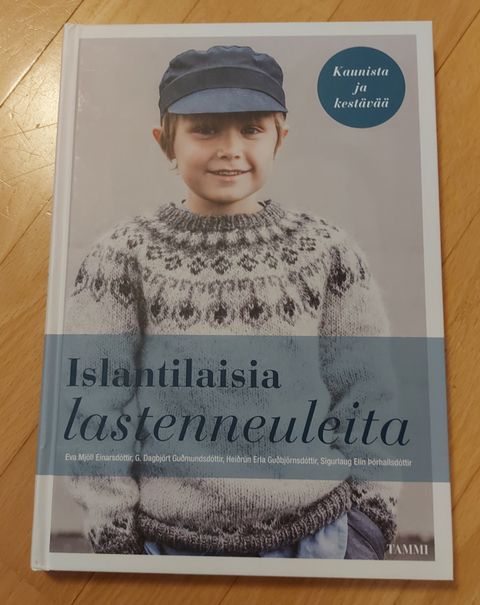 Kaunista
ja
kestävää
Islantilaisia
lastenneuleita
Eva Mjöll Einarsdóttir, G. Dagbjört Guðmundsdóttir, Heiðrún Erla Guðbjörnsdóttir, Sigurlaug Elín Þórhallsdóttir
TAMMI